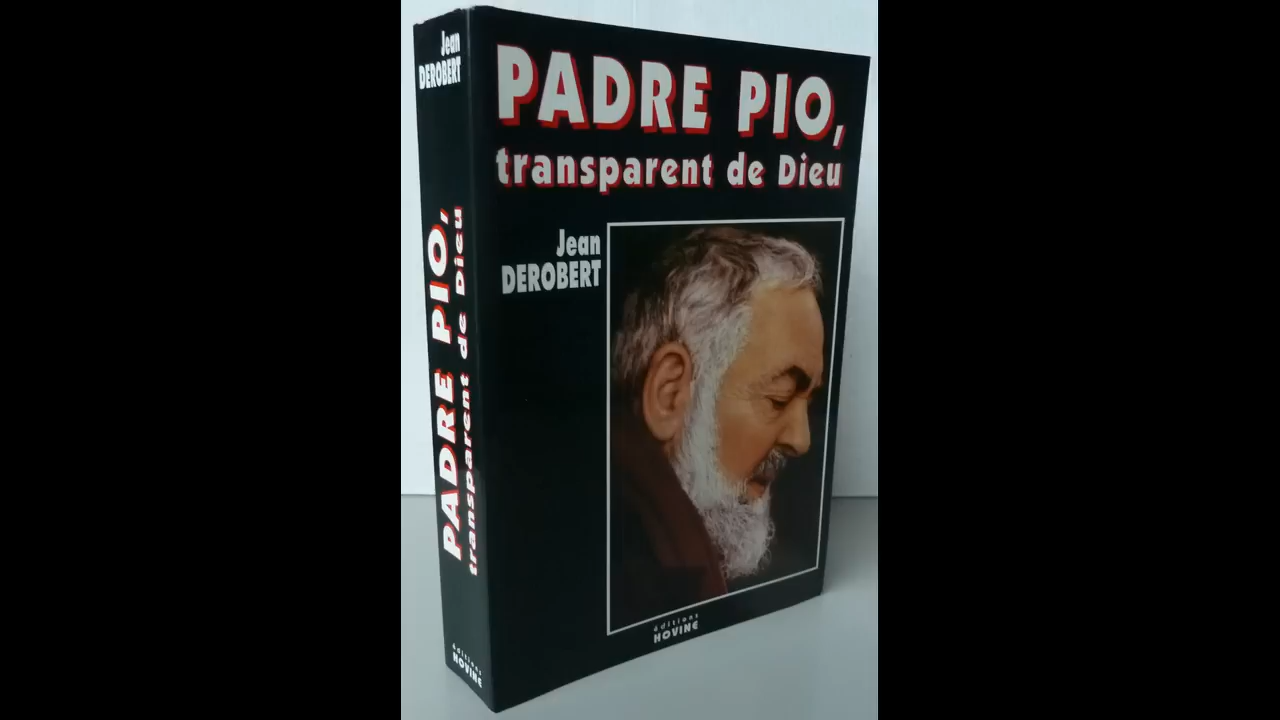 Jean
DEROBERT
PADRE PIO,
transparent de Dieu
éditions
HOVINE
PADRE PIO,
transparent de Dieu
Jean
DEROBERT
éditions
HOVINE